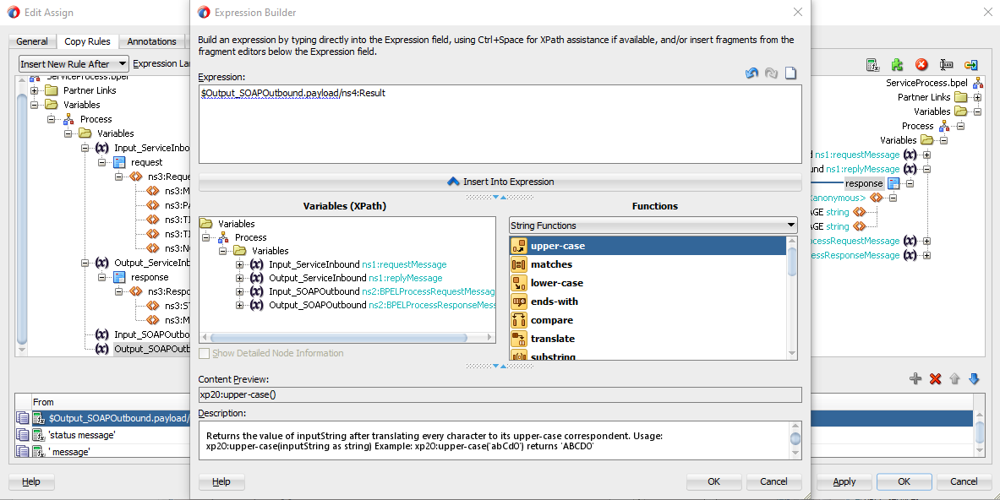 Edit Assign
General
Copy Rules
Annotations
Insert New Rule After
Expression Lan
ServiceProcess.bpel
Partner Links
Variables
Process
Variables
Input_ServiceInbo
request
ns3:Reque
ns3:M
ns3:PA
ns3:TI
ns3:TI
ns3:N
Output_ServiceInb
response
ns3:Respo
ns3:ST
ns3:M
Input_SOAPOutbo
Output_SOAPOutb
From
$Output_SOAPOutbound.payload/
'status message'
' message'
Help
Expression Builder
Build an expression by typing directly into the Expression field, using Ctrl+Space for XPath assistance if available, and/or insert fragments from the
fragment editors below the Expression field.
Expression:
$Output_SOAPOutbound.payload/ns4:Result
Insert Into Expression
Variables (XPath)
Variables
Process
Variables
Input_ServiceInbound ns1:requestMessage
Output_ServiceInbound ns1:replyMessage
Input_SOAPOutbound ns2:BPELProcessRequestMessag
Output_SOAPOutbound ns2:BPELProcessResponseMess
Show Detailed Node Information
Functions
String Functions
upper-case
matches
lower-case
ends-with
compare
translate
substring
Content Preview:
xp20:upper-case()
Description:
Returns the value of inputString after translating every character to its upper-case correspondent. Usage:
xp20:upper-case(inputString as string) Example: xp20:upper-case('abCd0') returns 'ABCD0'
Help
OK
Cancel
ServiceProcess.bpel
Partner Links
Variables
Process
Variables
d ns1:requestMessage
und ns1:replyMessage
response
<anonymous>
AGE string
AGE string
ocessRequestMessage
cessResponseMessage
Apply
OK
Cancel